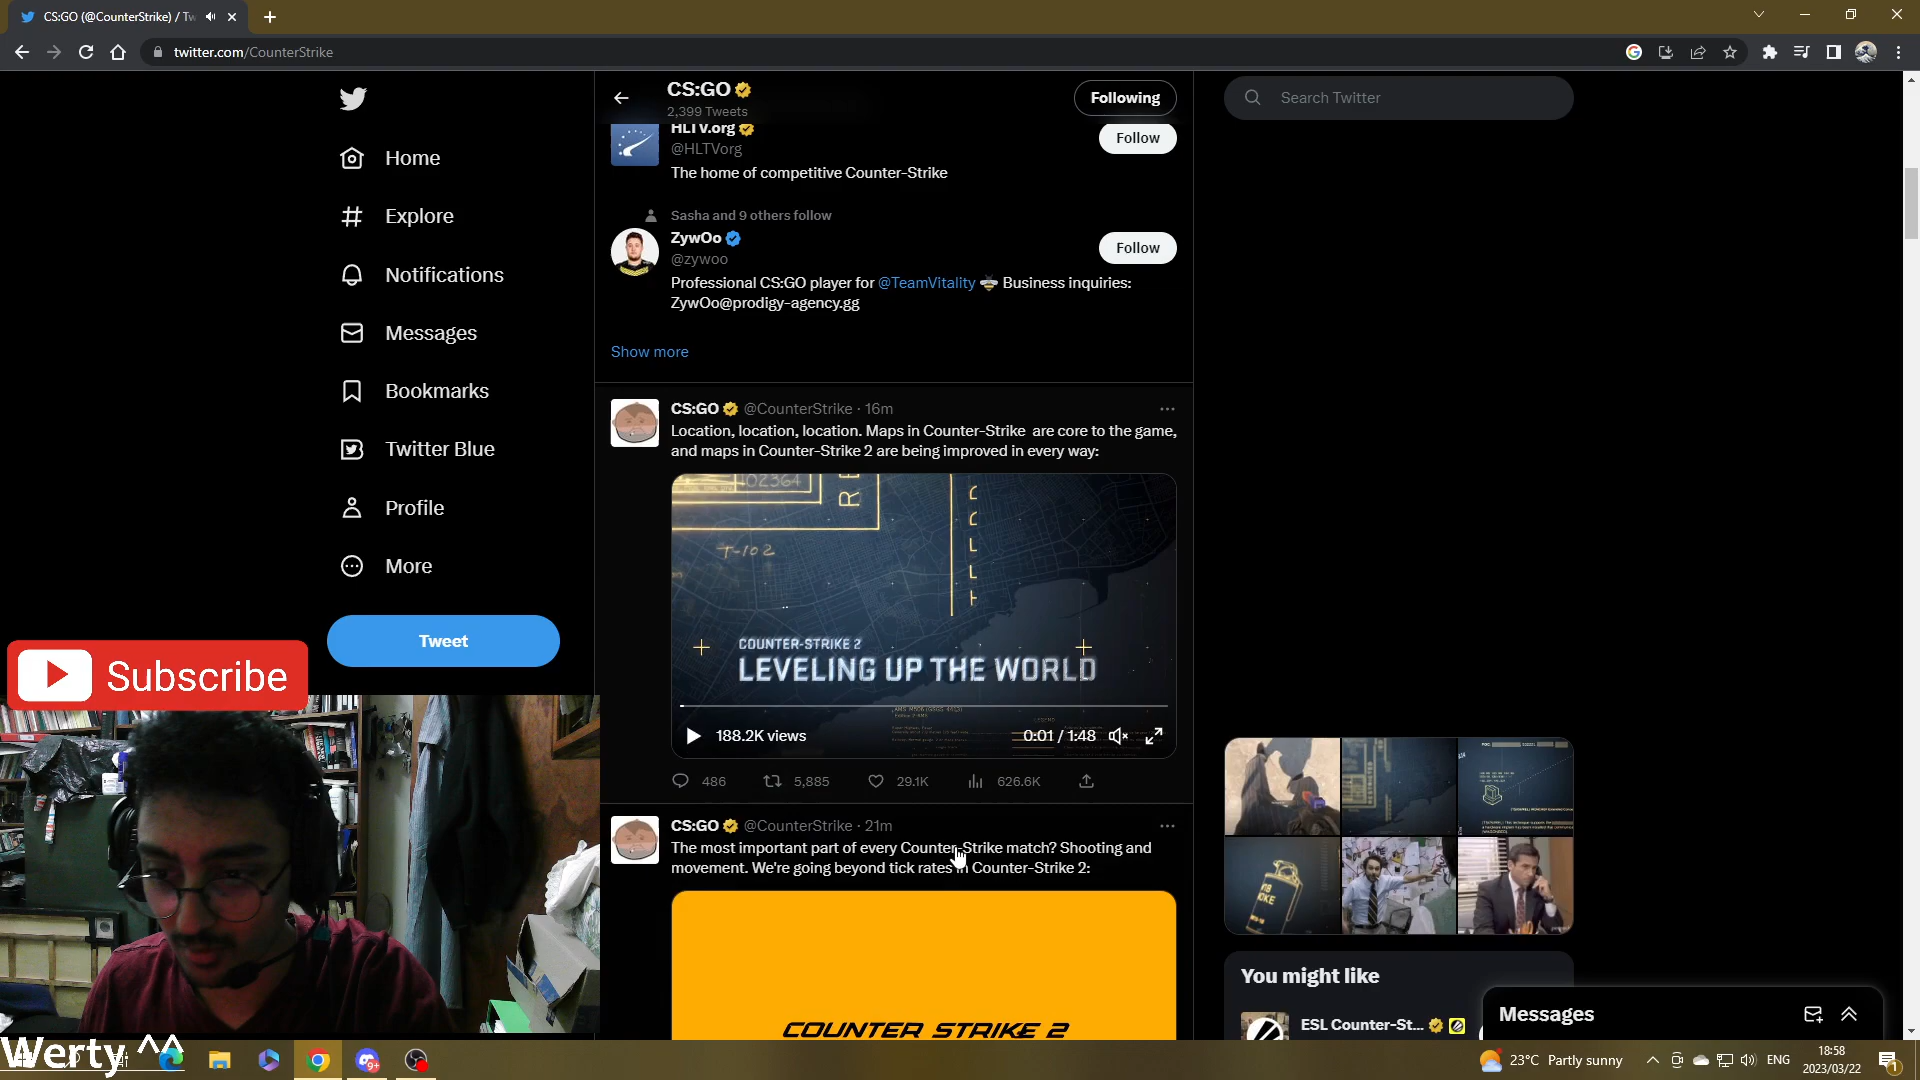 CS:GO (@CounterStrike) / Tw
twitter.com/CounterStrike
CS:GO
2,399 Tweets
Following
Search Twitter
Home
Explore
Notifications
Messages
Bookmarks
Twitter Blue
Profile
More
Tweet
HLTV.org
@HLTVorg
Follow
The home of competitive Counter-Strike
Sasha and 9 others follow
ZywOo
@zywoo
Follow
Professional CS:GO player for @TeamVitality 🐝 Business inquiries:
ZywOo@prodigy-agency.gg
Show more
CS:GO @CounterStrike · 16m
Location, location, location. Maps in Counter-Strike are core to the game,
and maps in Counter-Strike 2 are being improved in every way:
102364
T-102
COUNTER-STRIKE 2
LEVELING UP THE WORLD
188.2K views
0:01 / 1:48
486
5,885
29.1K
626.6K
CS:GO @CounterStrike · 21m
The most important part of every Counter-Strike match? Shooting and
movement. We're going beyond tick rates in Counter-Strike 2:
COUNTER STRIKE 2
You might like
ESL Counter-St...
Messages
Subscribe
Werty ^^
9+
23°C Partly sunny
ENG
18:58
2023/03/22
1